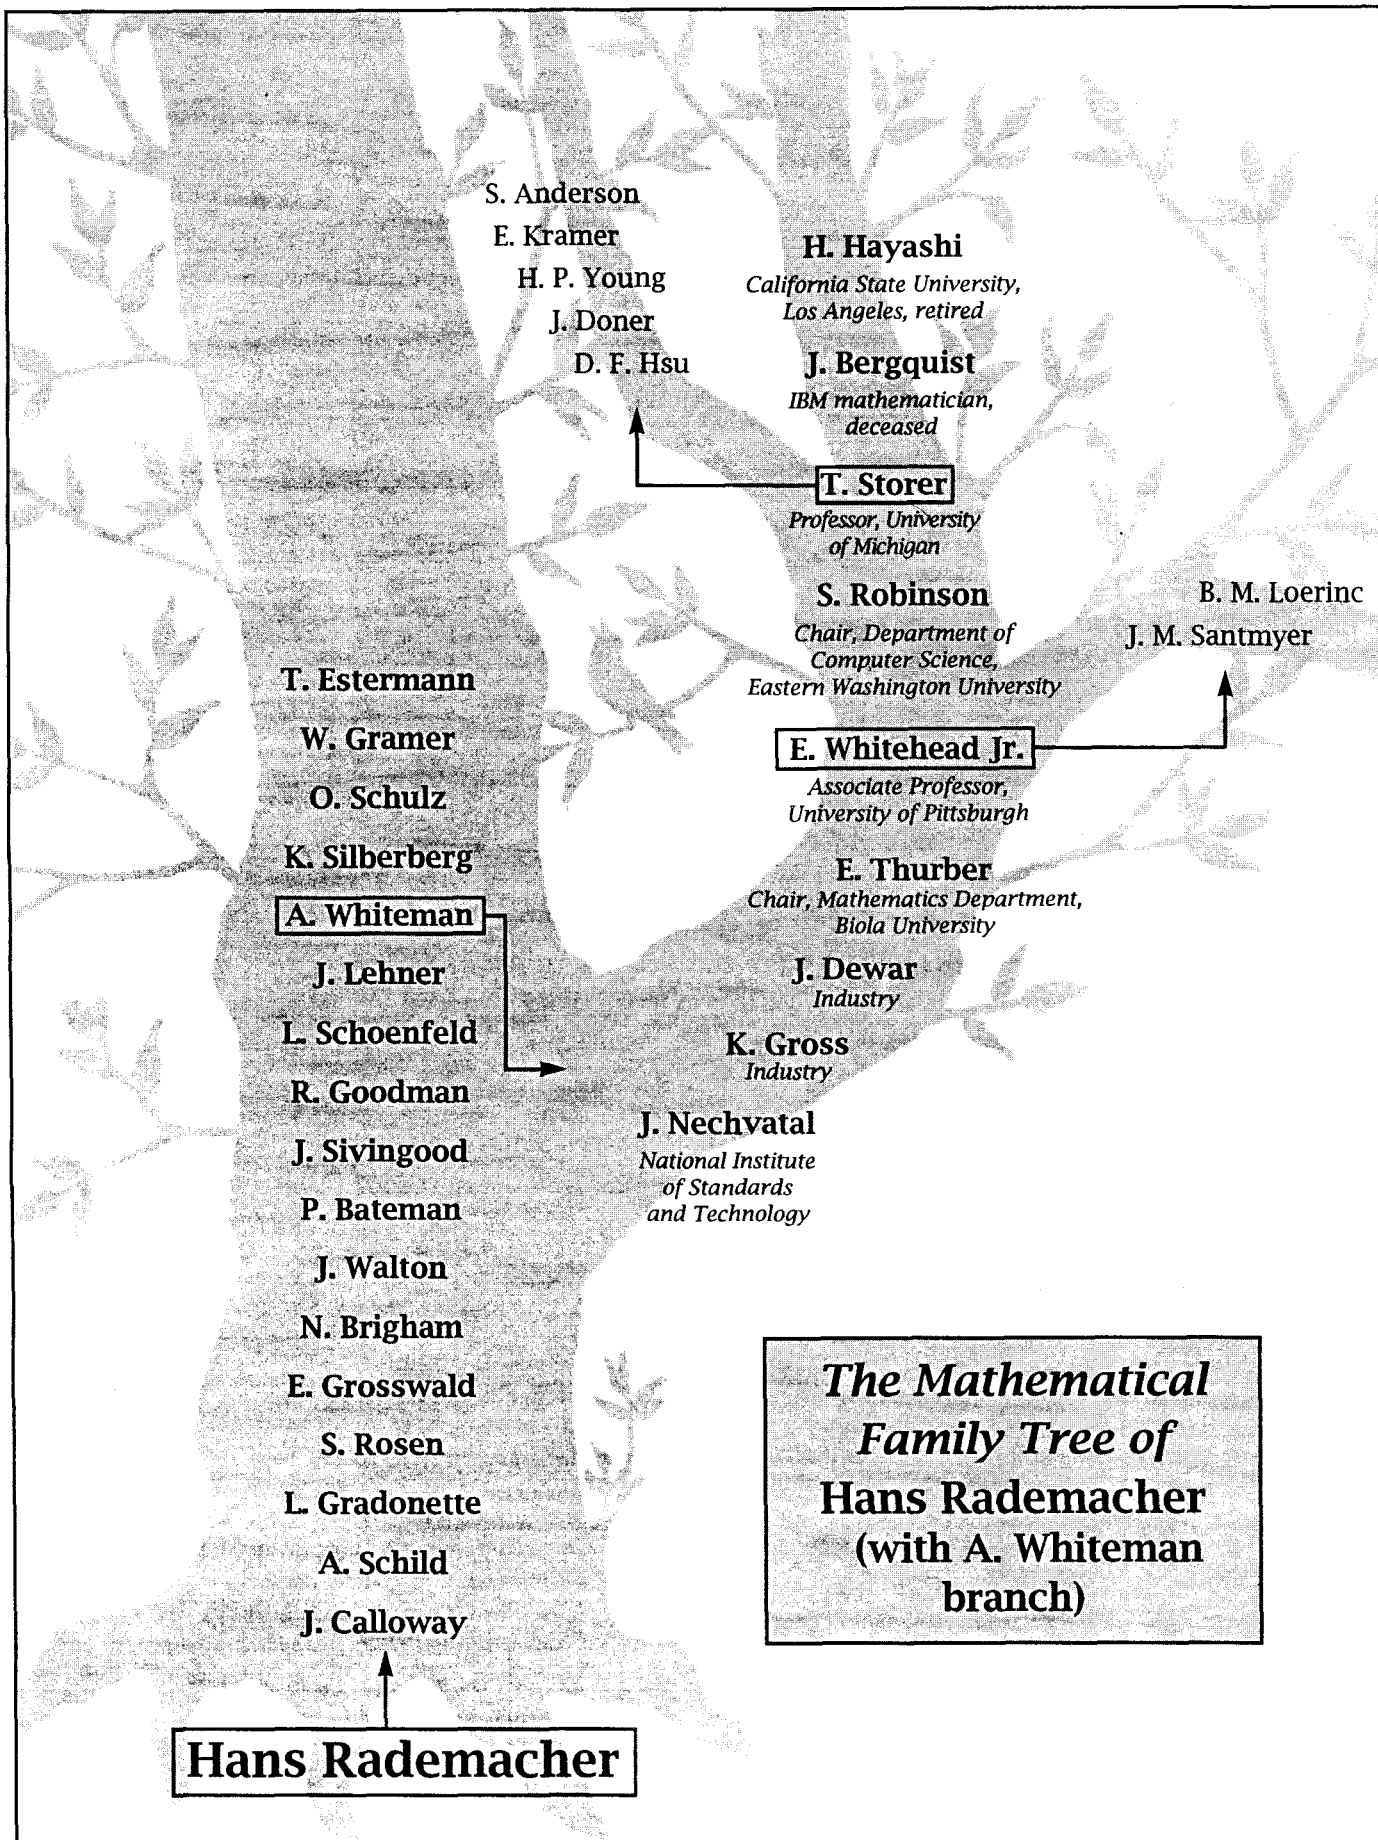 S. Anderson
E. Kramer
H. P. Young
J. Doner
D. F. Hsu
H. Hayashi
California State University,
Los Angeles, retired
J. Bergquist
IBM mathematician,
deceased
T. Storer
Professor, University
of Michigan
S. Robinson
Chair, Department of
Computer Science,
Eastern Washington University
B. M. Loerinc
J. M. Santmyer
E. Whitehead Jr.
Associate Professor,
University of Pittsburgh
E. Thurber
Chair, Mathematics Department,
Biola University
J. Dewar
Industry
K. Gross
Industry
J. Nechvatal
National Institute
of Standards
and Technology
T. Estermann
W. Gramer
O. Schulz
K. Silberberg
A. Whiteman
J. Lehner
L. Schoenfeld
R. Goodman
J. Sivingood
P. Bateman
J. Walton
N. Brigham
E. Grosswald
S. Rosen
L. Gradonette
A. Schild
J. Calloway
Hans Rademacher
The Mathematical
Family Tree of
Hans Rademacher
(with A. Whiteman
branch)